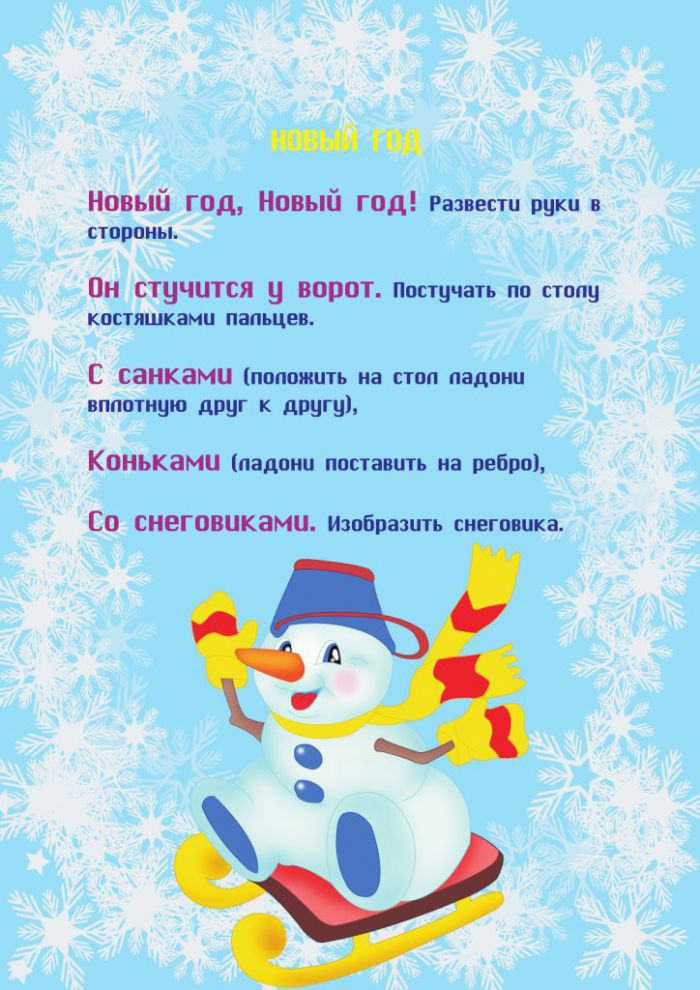 НОВЫЙ ГОД
Новый год, Новый год! Развести руки в
стороны.
Он стучится у ворот. Постучать по столу
костяшками пальцев.
С санками (положить на стол ладони
вплотную друг к другу),
Коньками (ладони поставить на ребро),
Со снеговиками. Изобразить снеговика.